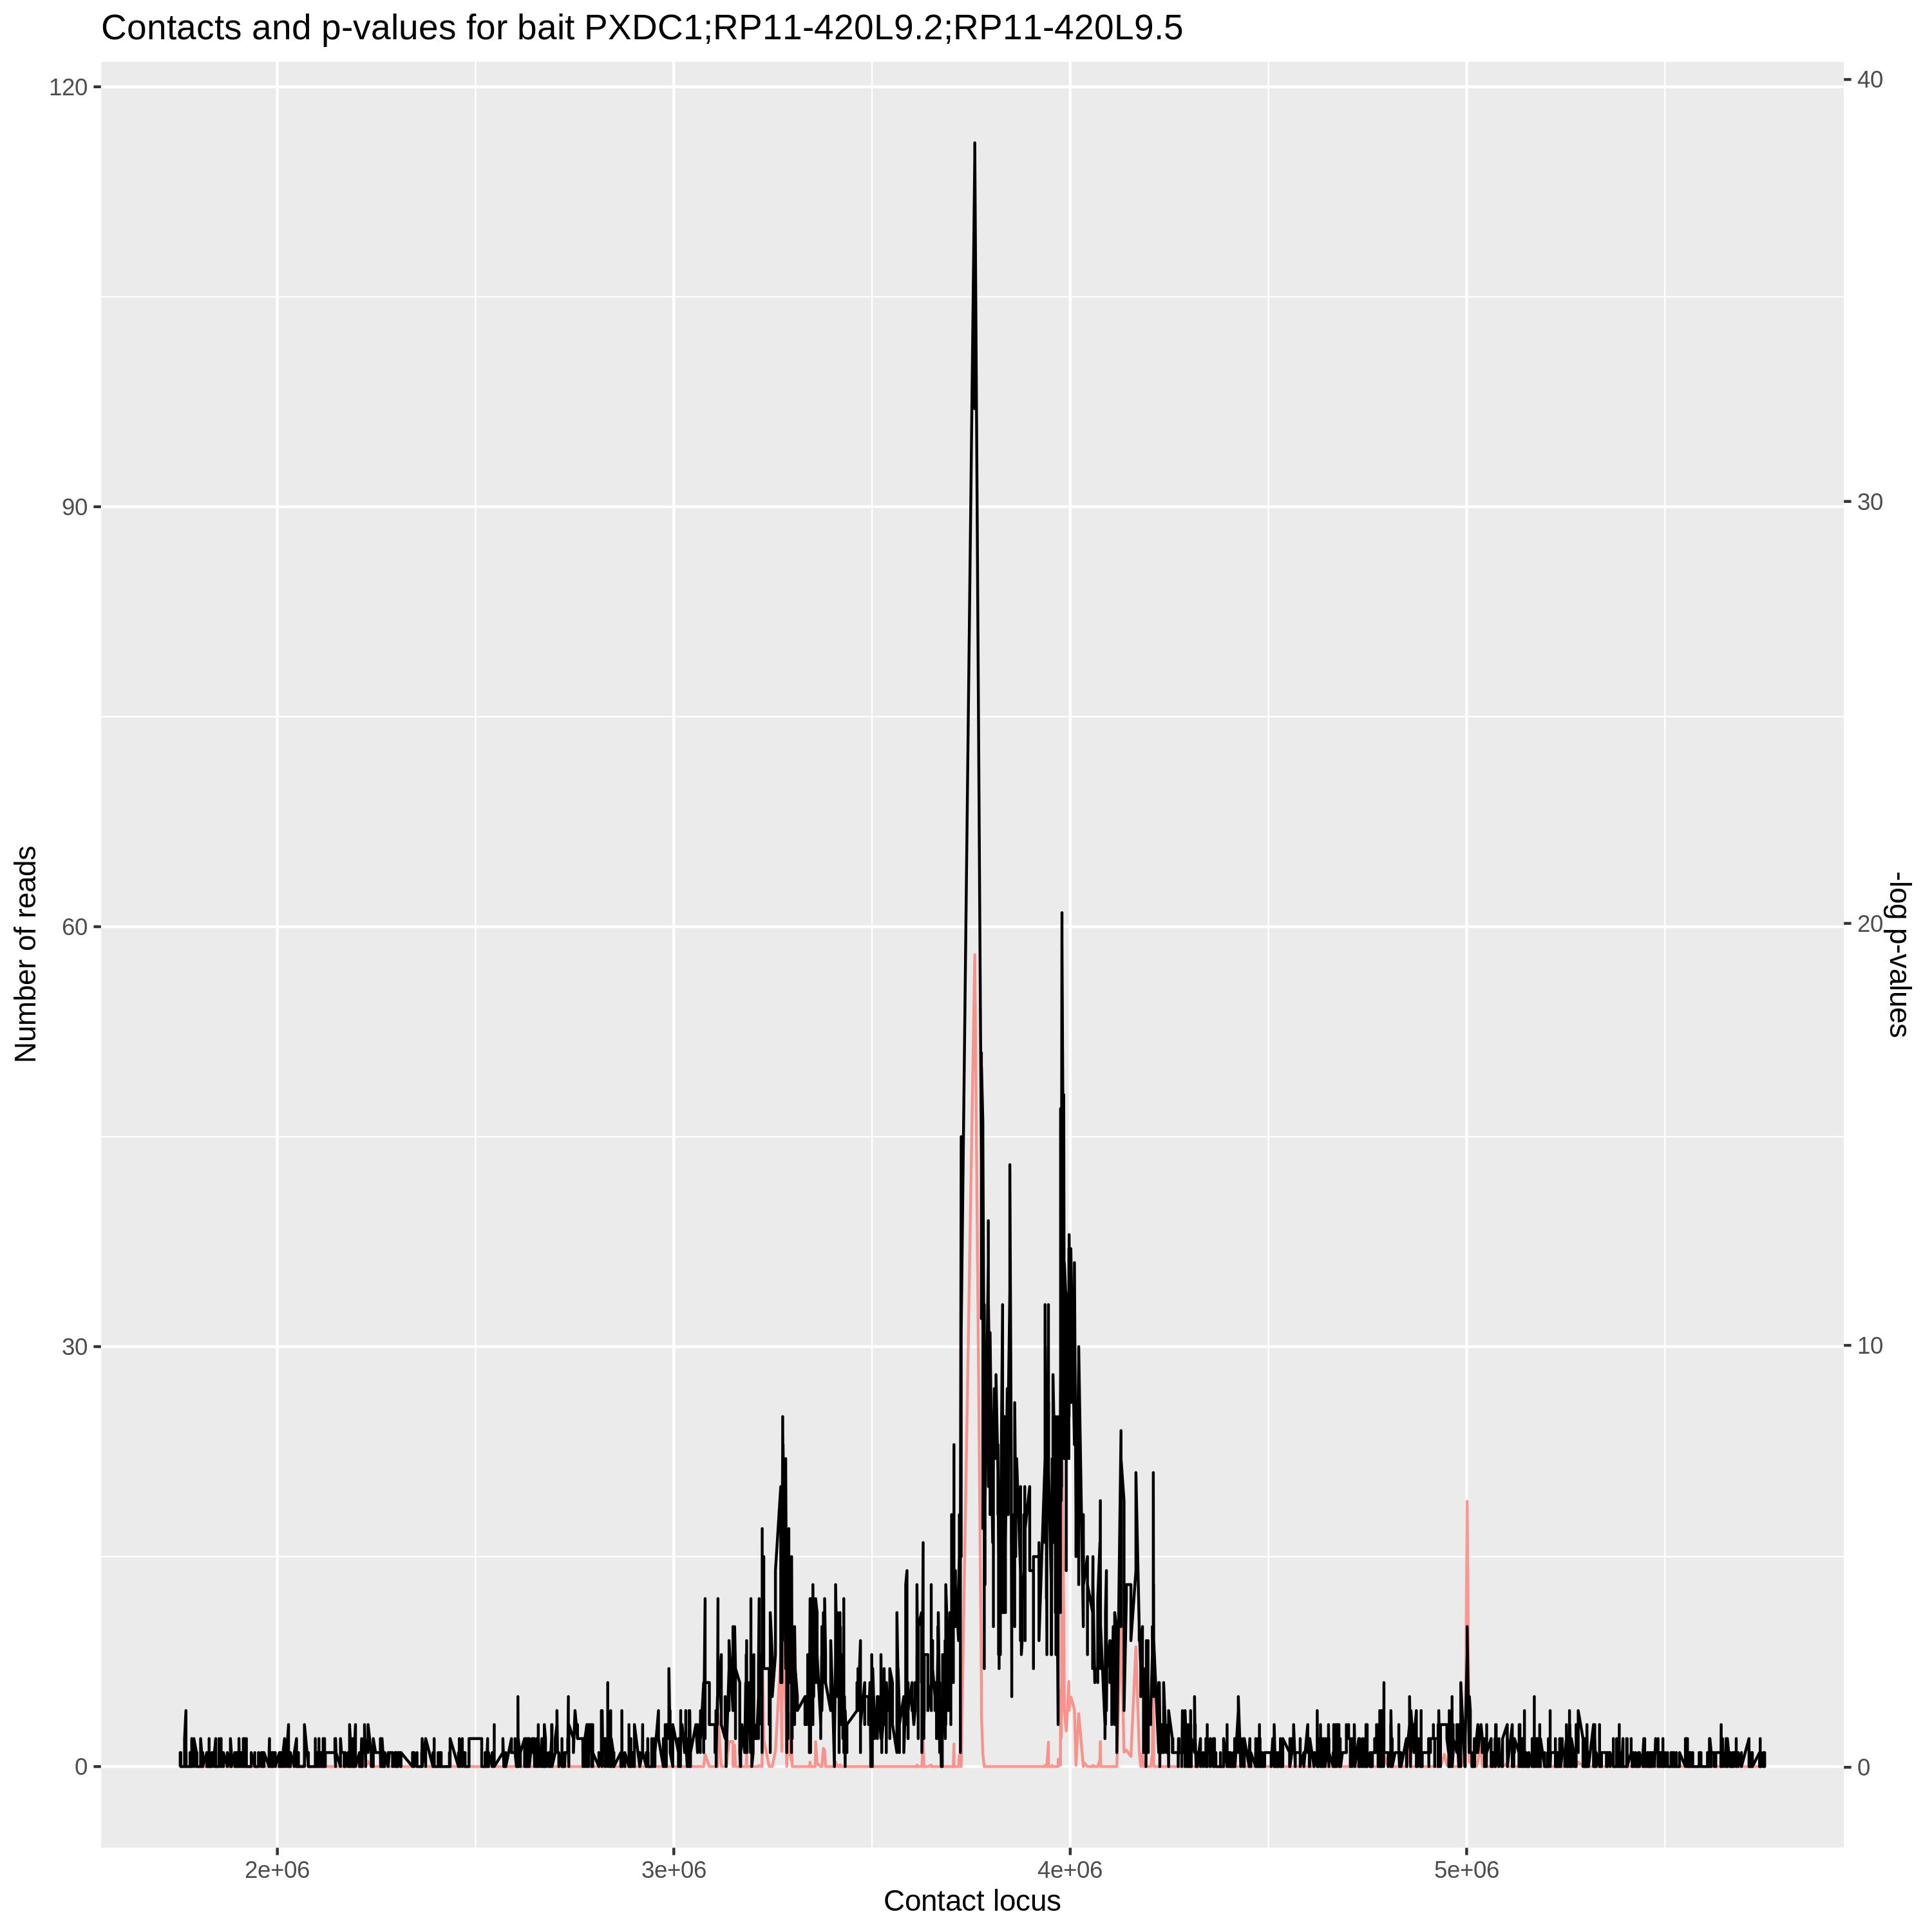 Contacts and p-values for bait PXDC1;RP11-420L9.2;RP11-420L9.5
120
90
60
30
0
Number of reads
40
30
20
10
0
-log p-values
2e+06
3e+06
4e+06
5e+06
Contact locus